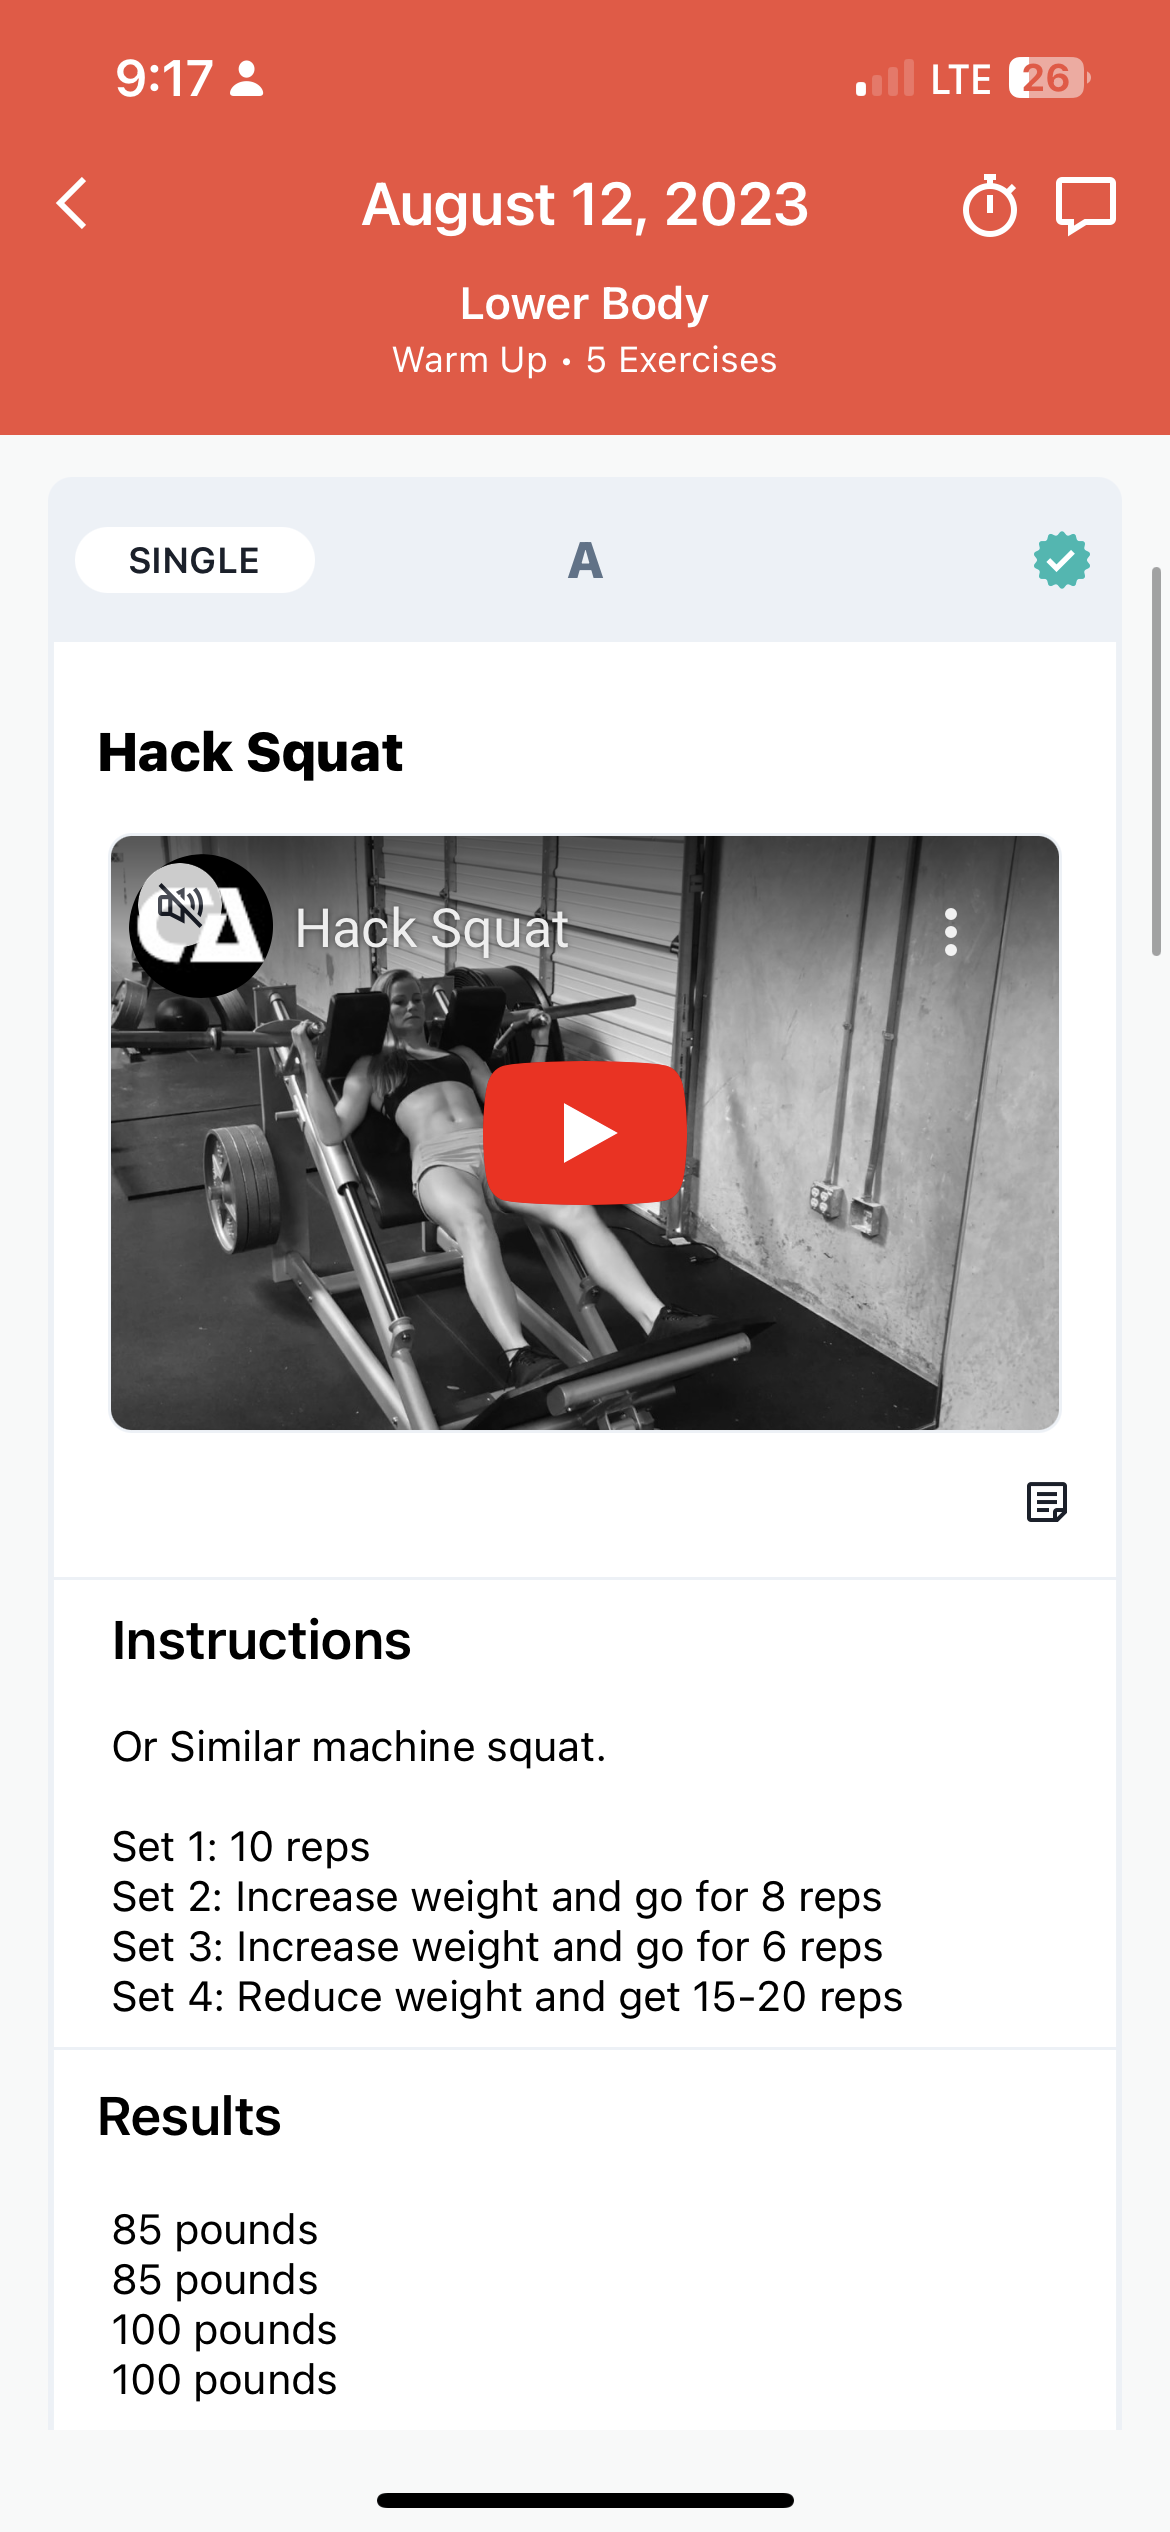 9:17
LTE 26
August 12, 2023
Lower Body
Warm Up • 5 Exercises
SINGLE
A
Hack Squat
CA Hack Squat
Instructions
Or Similar machine squat.
Set 1: 10 reps
Set 2: Increase weight and go for 8 reps
Set 3: Increase weight and go for 6 reps
Set 4: Reduce weight and get 15-20 reps
Results
85 pounds
85 pounds
100 pounds
100 pounds